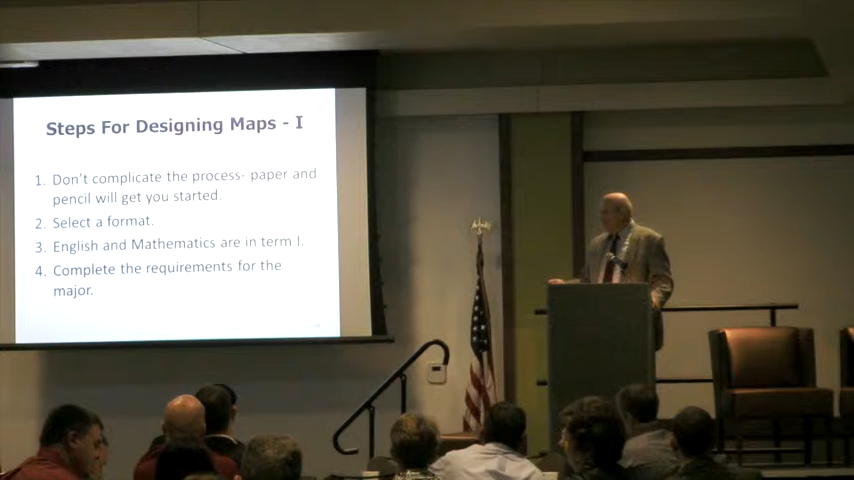 Steps For Designing Maps - I
1. Don't complicate the process- paper and
pencil will get you started.
2. Select a format.
3. English and Mathematics are in term I.
4. Complete the requirements for the
major.